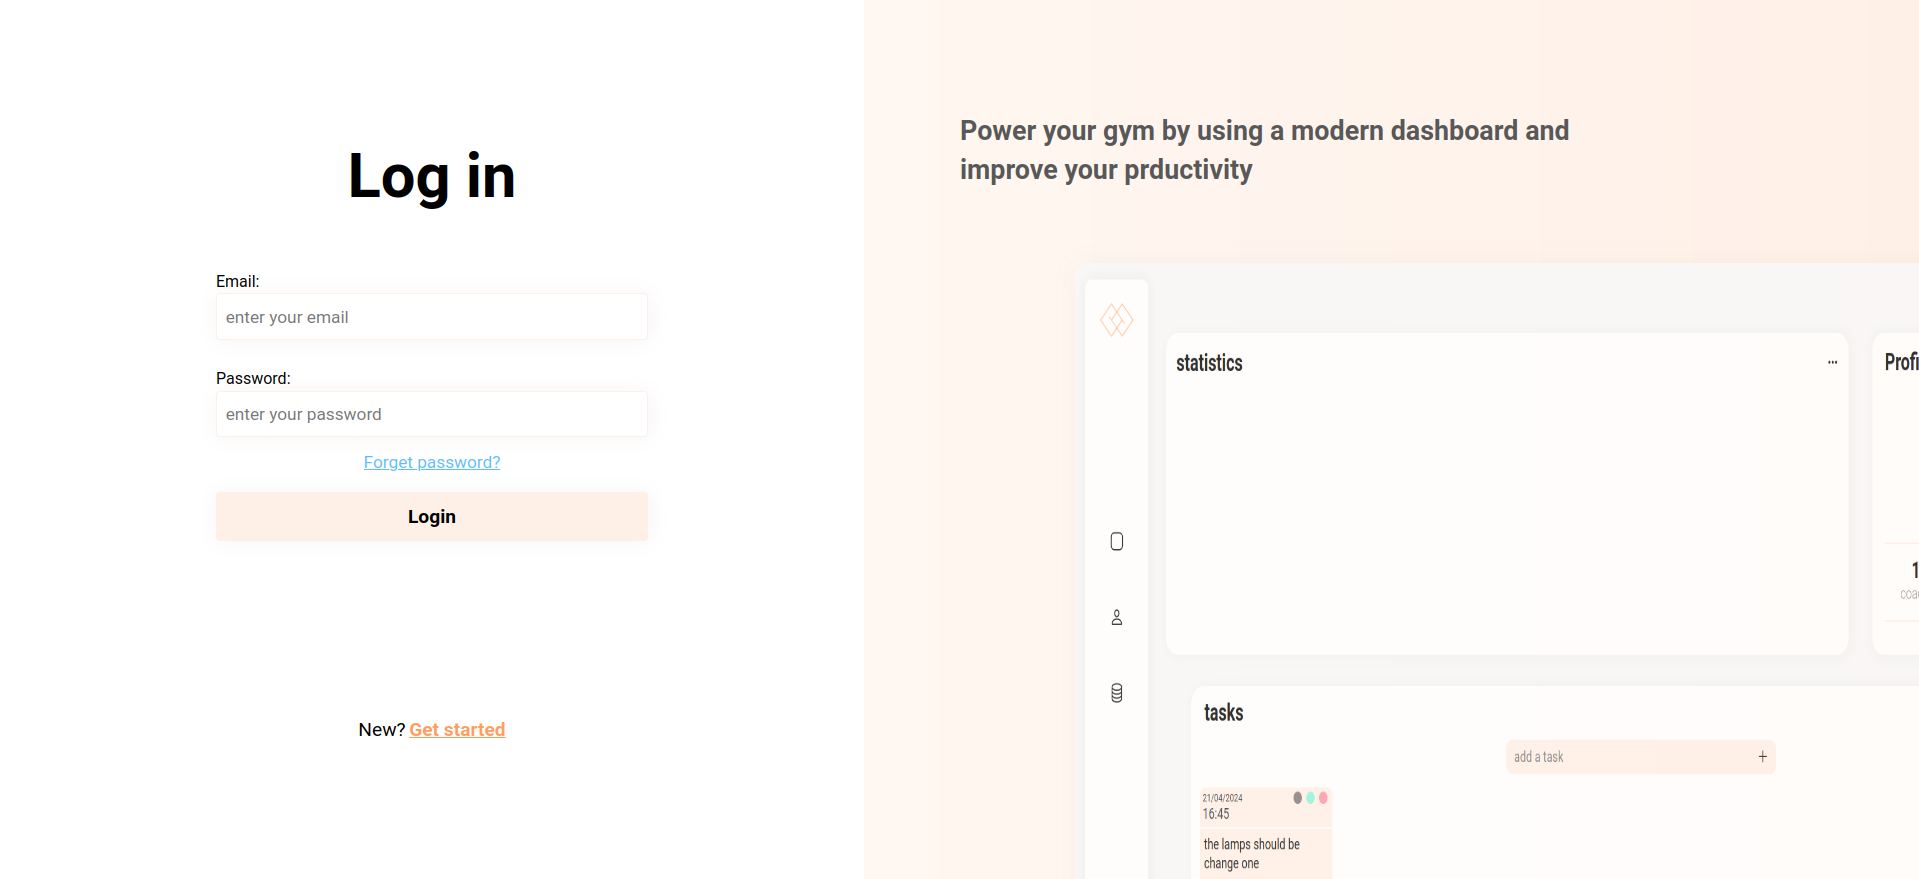 Log in
Email:
enter your email
Password:
enter your password
Forget password?
Login
New? Get started
Power your gym by using a modern dashboard and
improve your prductivity
statistics
...
Profi
1
coa
tasks
add a task +
21/04/2024
16:45
the lamps should be
change one